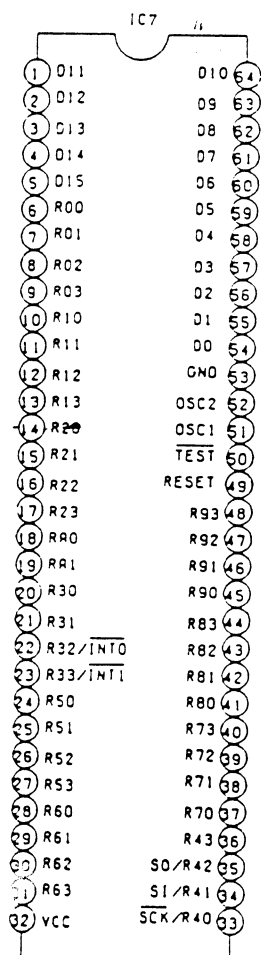 IC7
1 D11 D10 64
2 D12 D9 63
3 D13 D8 62
4 D14 D7 61
5 D15 D6 60
6 R00 D5 59
7 R01 D4 58
8 R02 D3 57
9 R03 D2 56
10 R10 D1 55
11 R11 D0 54
12 R12 GND 53
13 R13 OSC2 52
14 R20 OSC1 51
15 R21 TEST 50
16 R22 RESET 49
17 R23 R93 48
18 RA0 R92 47
19 RA1 R91 46
20 R30 R90 45
21 R31 R83 44
22 R32/INT0 R82 43
23 R33/INT1 R81 42
24 R50 R80 41
25 R51 R73 40
26 R52 R72 39
27 R53 R71 38
28 R60 R70 37
29 R61 R43 36
30 R62 SO/R42 35
31 R63 SI/R41 34
32 VCC SCK/R40 33